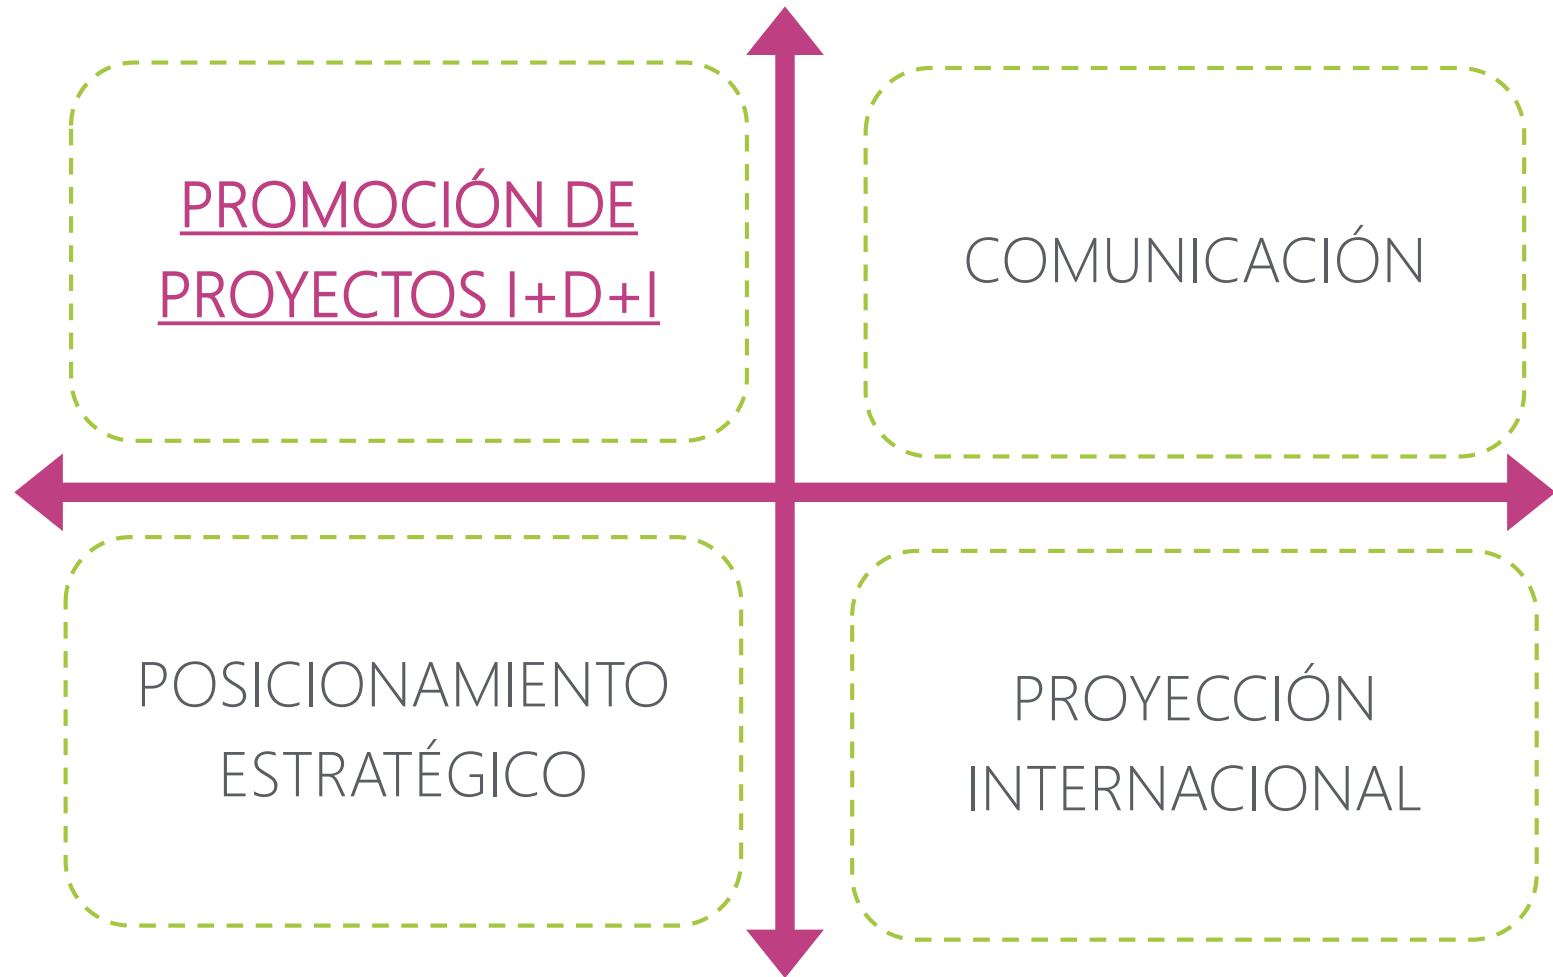 PROMOCIÓN DE
PROYECTOS I+D+I
COMUNICACIÓN
POSICIONAMIENTO
ESTRATÉGICO
PROYECCIÓN
INTERNACIONAL